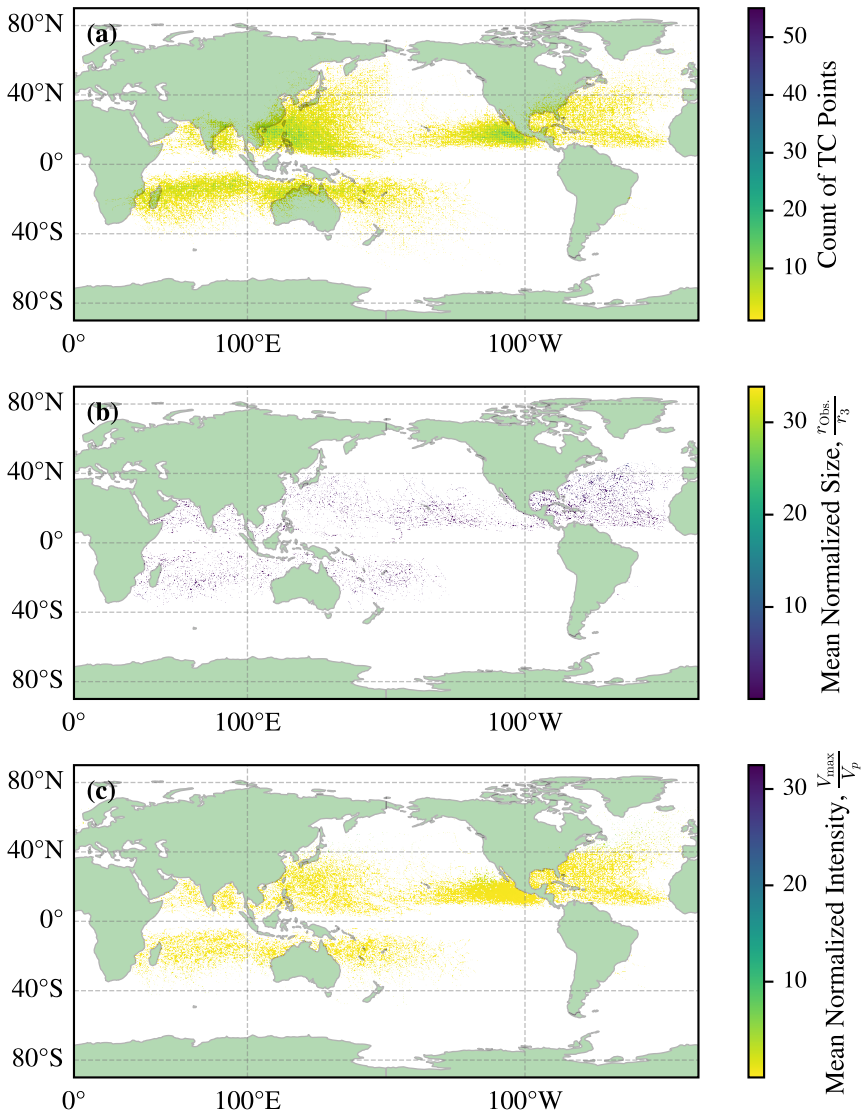 (a)
80°N
40°N
0°
40°S
80°S
0°
100°E
100°W
50
40
30
20
10
Count of TC Points
(b)
80°N
40°N
0°
40°S
80°S
0°
100°E
100°W
30
20
10
Mean Normalized Size, r_Obs. / r_3
(c)
80°N
40°N
0°
40°S
80°S
0°
100°E
100°W
30
20
10
Mean Normalized Intensity, V_max / V_p